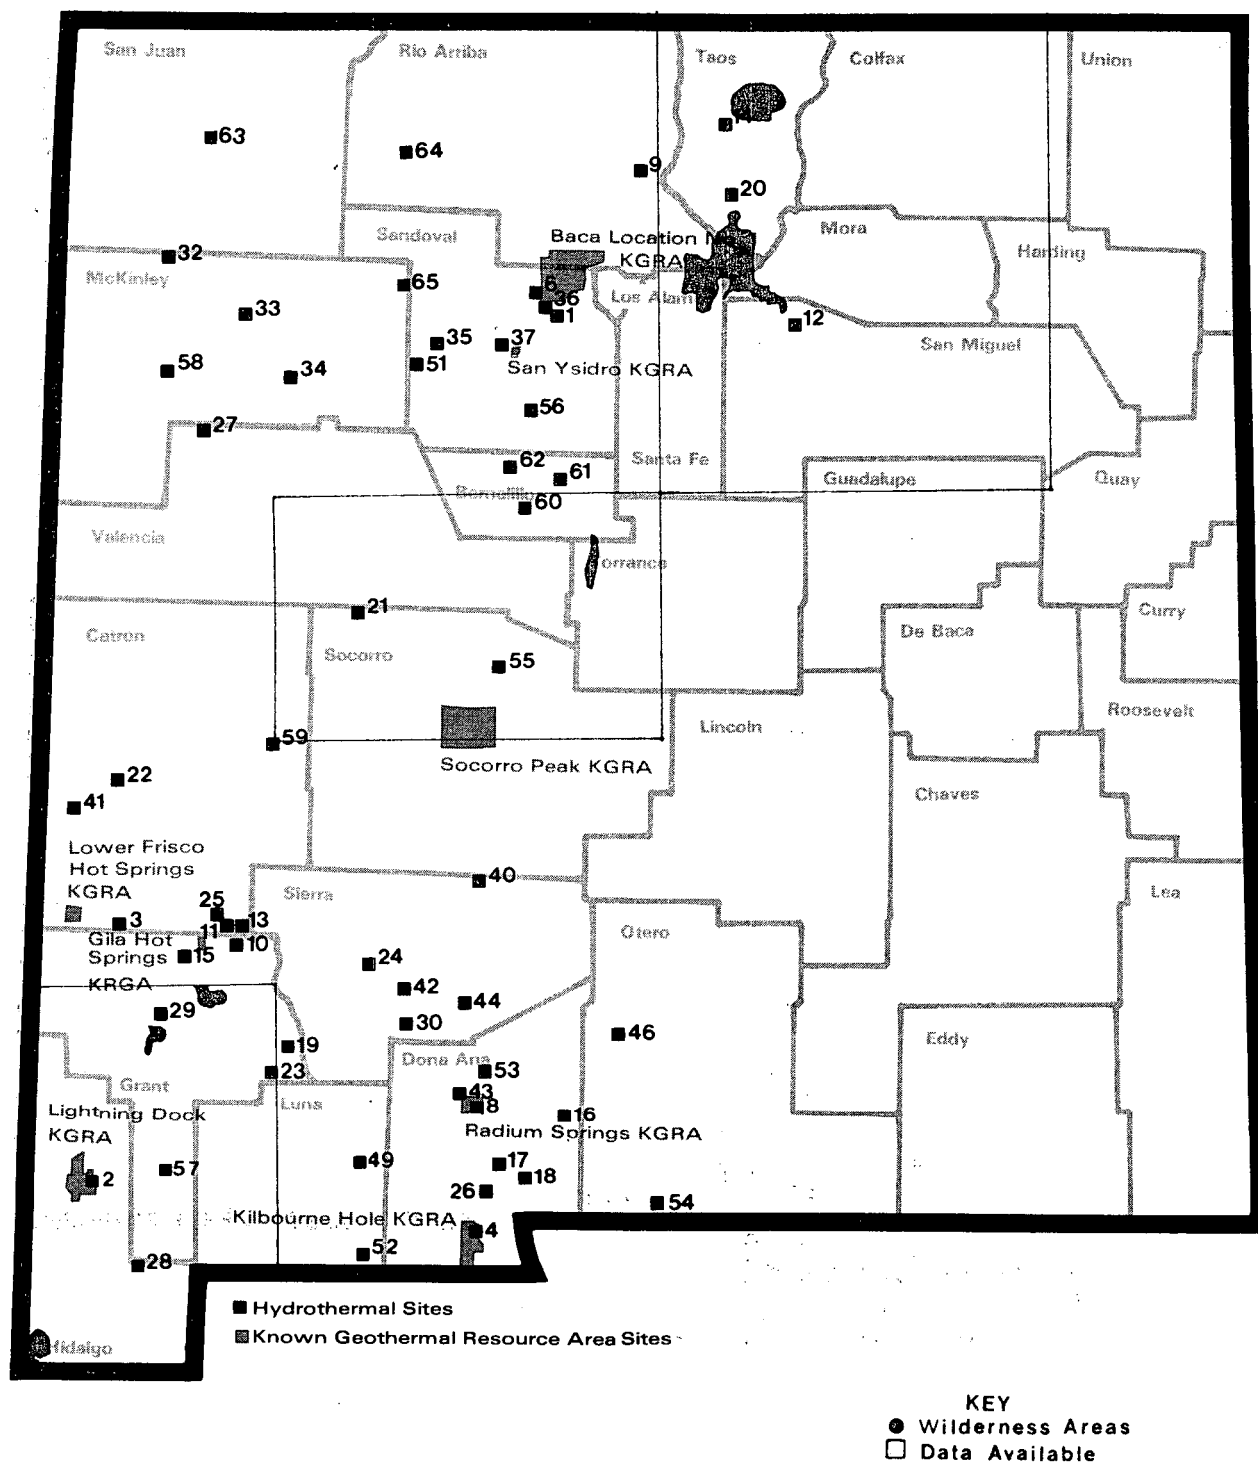 San Juan
Rio Arriba
Taos
Colfax
Union
63
64
9
20
Sandoval
Baca Location
KGRA
Mora
Harding
32
McKinley
65
6
36
1
Los Alam
12
33
35
37
51
San Miguel
58
34
San Ysidro KGRA
56
27
62
61
Santa Fe
Guadalupe
Quay
Bernalillo
60
Valencia
orrance
21
Catron
Socorro
55
De Baca
Curry
Lincoln
Roosevelt
59
Socorro Peak KGRA
22
41
Chaves
Lower Frisco
Hot Springs
KGRA
Sierra
40
Lea
25
3
11
13
Otero
Gila Hot
Springs
KRGA
15
10
24
42
44
29
30
46
Eddy
19
Dona Ana
23
53
Grant
43
Luna
8
16
Lightning Dock
KGRA
Radium Springs KGRA
2
57
49
17
18
26
54
Kilbourne Hole KGRA
4
52
28
Hydrothermal Sites
Known Geothermal Resource Area Sites
Hidalgo
KEY
Wilderness Areas
Data Available